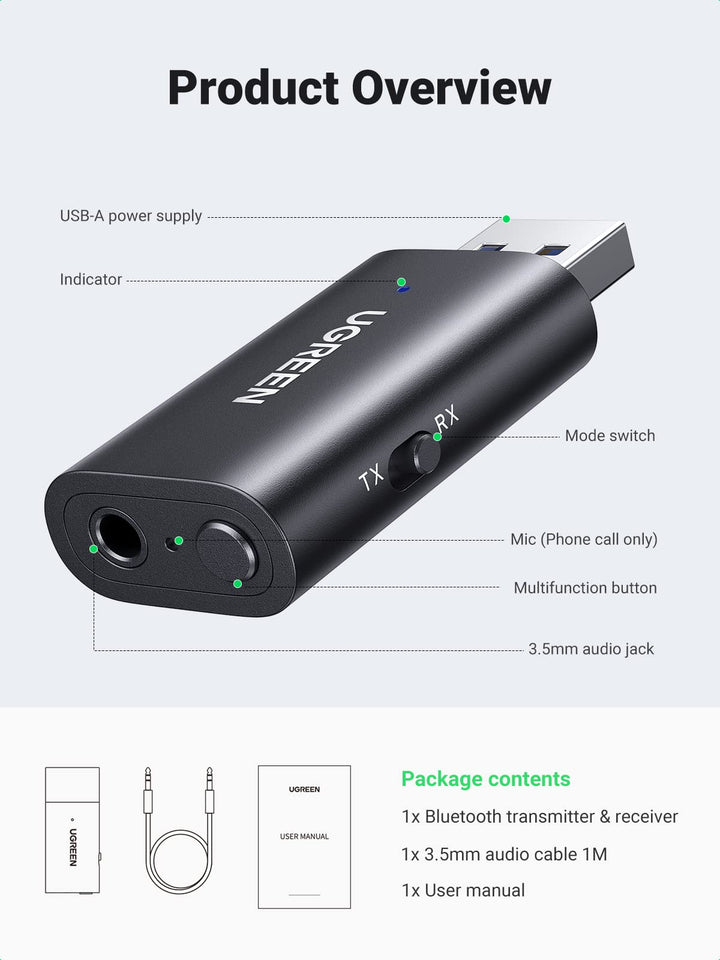 Product Overview
USB-A power supply
Indicator
UGREEN
RX
TX
Mode switch
Mic (Phone call only)
Multifunction button
3.5mm audio jack
UGREEN
UGREEN
USER MANUAL
Package contents
1x Bluetooth transmitter & receiver
1x 3.5mm audio cable 1M
1x User manual